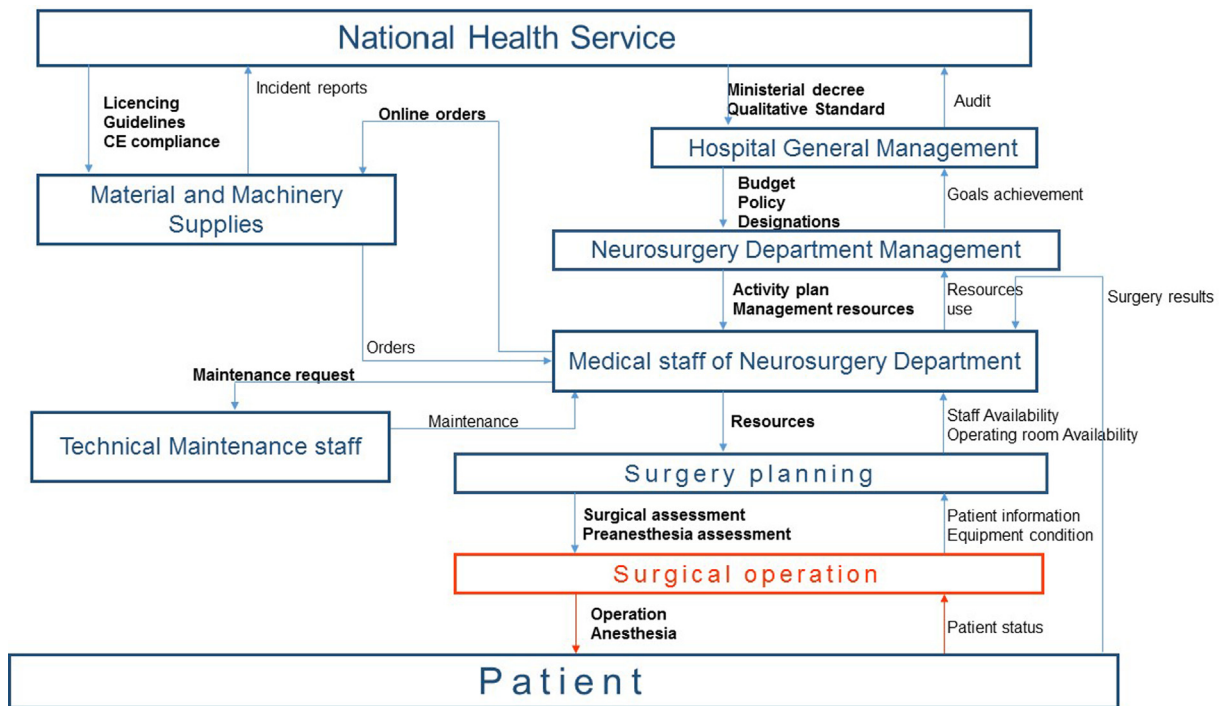 National Health Service
Incident reports
Licencing
Guidelines
CE compliance
Online orders
Ministerial decree
Qualitative Standard
Audit
Hospital General Management
Material and Machinery
Supplies
Budget
Policy
Designations
Goals achievement
Neurosurgery Department Management
Activity plan
Management resources
Resources
use
Surgery results
Orders
Medical staff of Neurosurgery Department
Maintenance request
Maintenance
Technical Maintenance staff
Resources
Staff Availability
Operating room Availability
Surgery planning
Surgical assessment
Preanesthesia assessment
Patient information
Equipment condition
Surgical operation
Operation
Anesthesia
Patient status
Patient